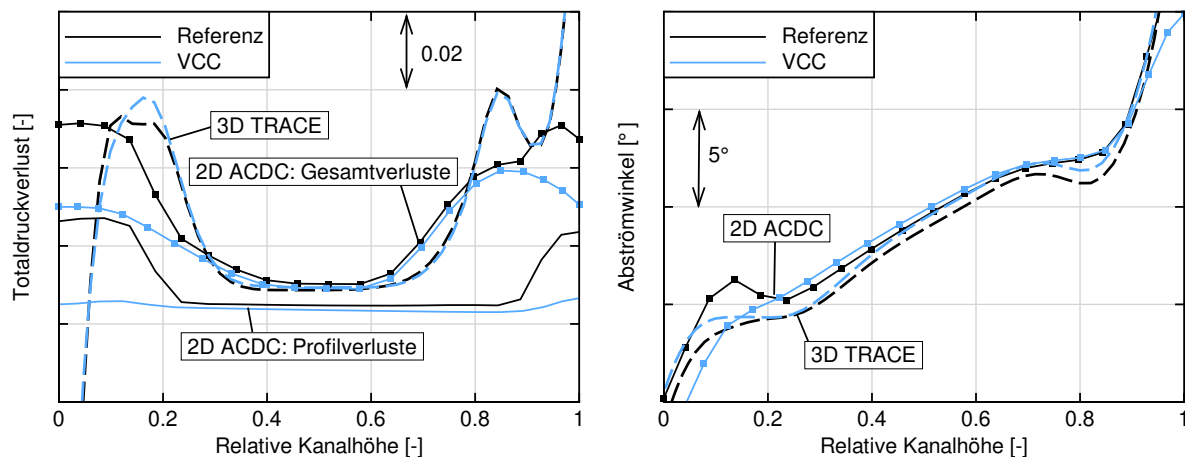 Referenz
VCC
0.02
3D TRACE
2D ACDC: Gesamtverluste
2D ACDC: Profilverluste
Totaldruckverlust [-]
0 0.2 0.4 0.6 0.8 1
Relative Kanalhöhe [-]
Referenz
VCC
5°
2D ACDC
3D TRACE
Abströmwinkel [°]
0 0.2 0.4 0.6 0.8 1
Relative Kanalhöhe [-]